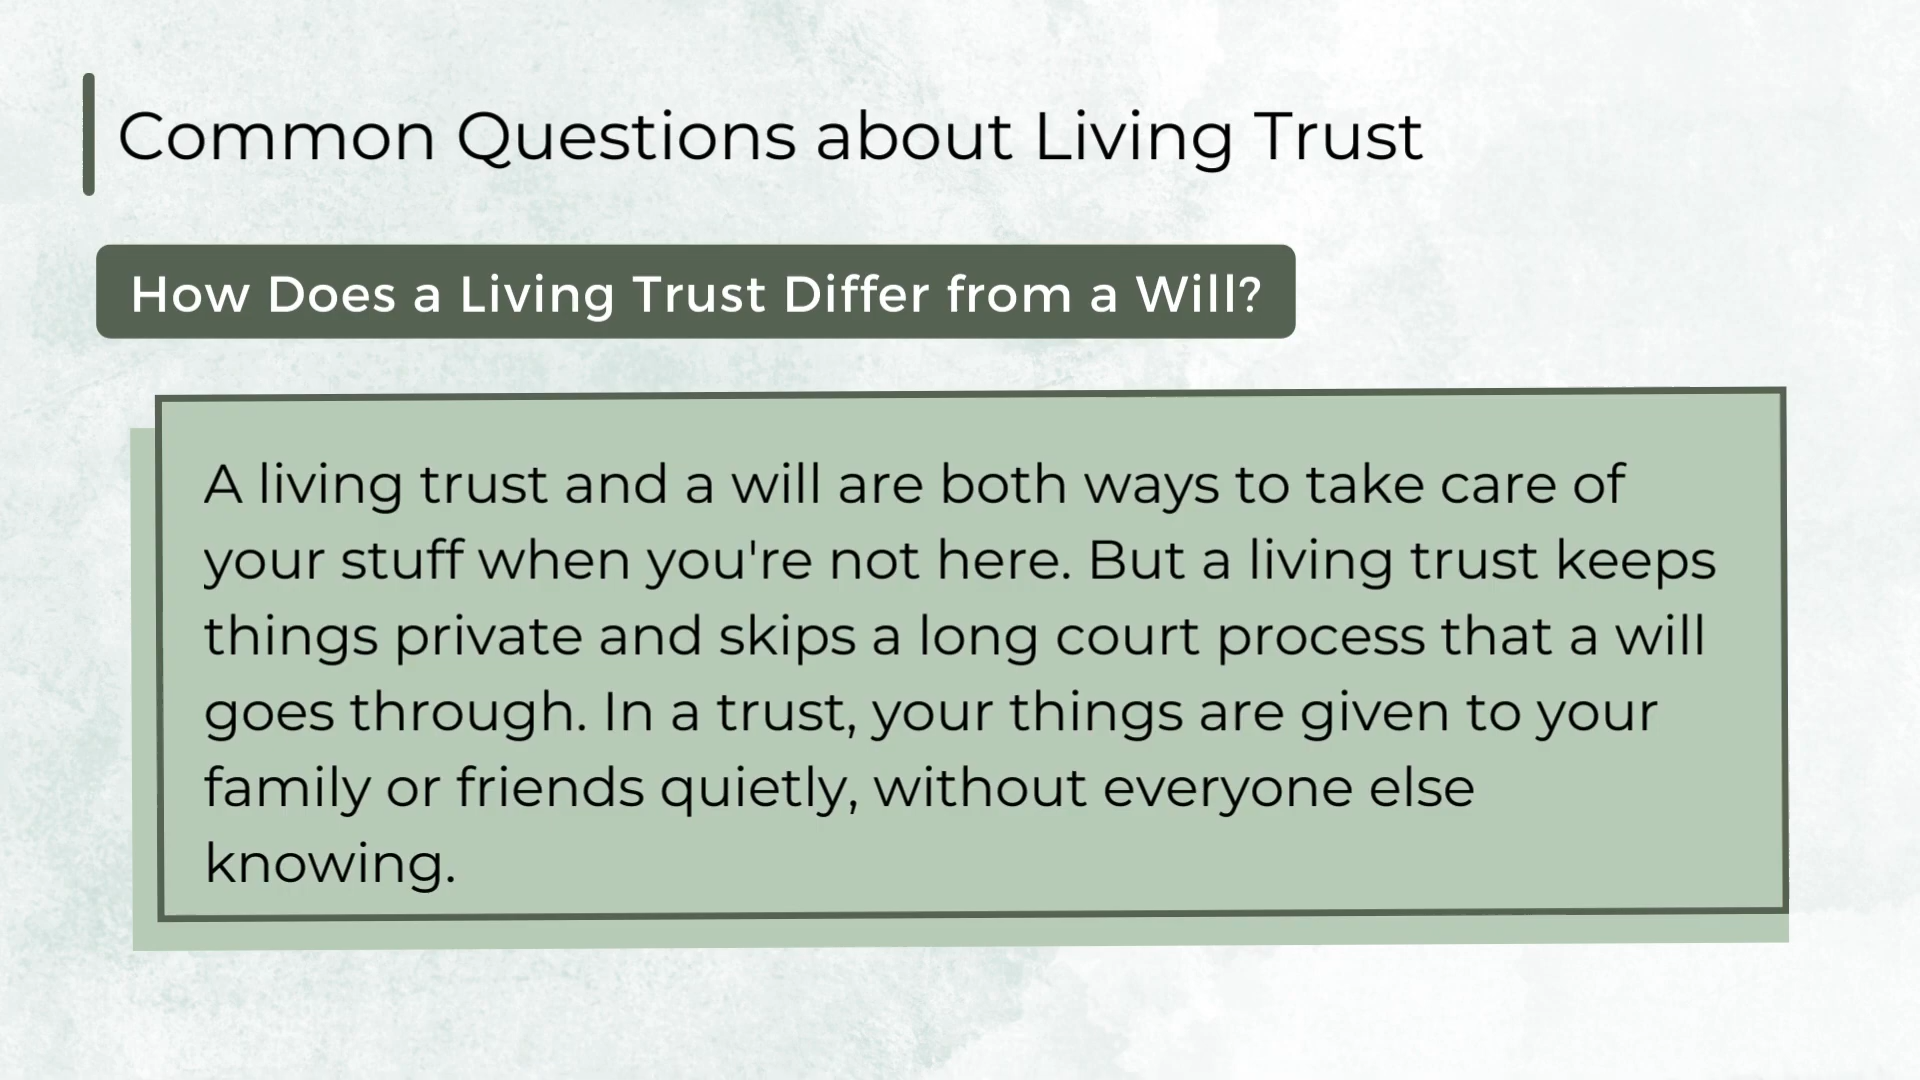 Common Questions about Living Trust
How Does a Living Trust Differ from a Will?
A living trust and a will are both ways to take care of
your stuff when you're not here. But a living trust keeps
things private and skips a long court process that a will
goes through. In a trust, your things are given to your
family or friends quietly, without everyone else
knowing.